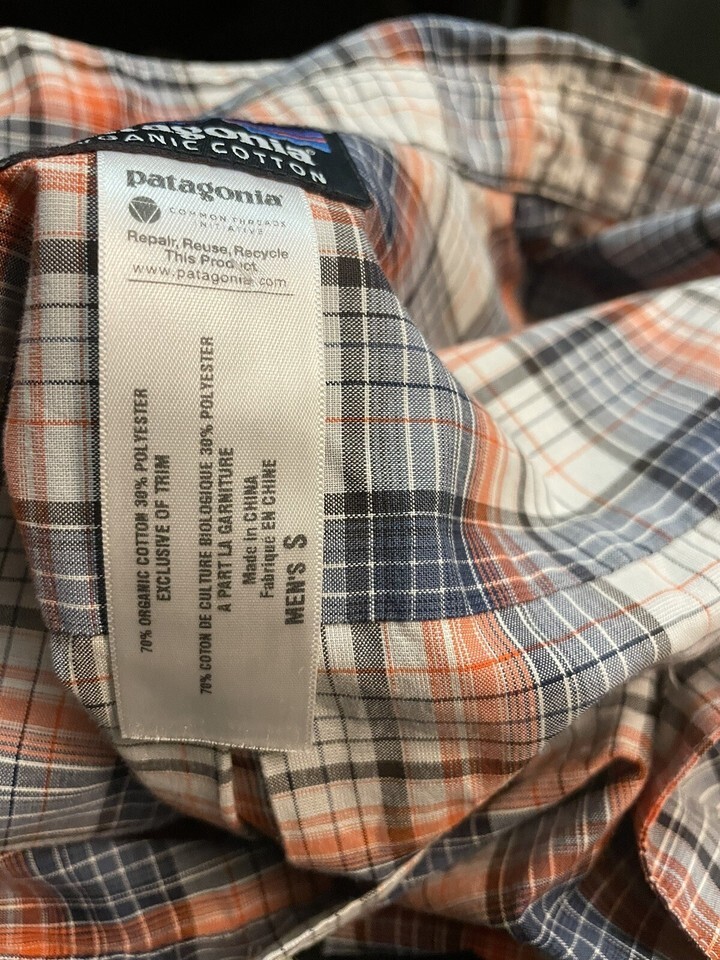 patagonia®
ORGANIC COTTON
patagonia®
COMMON THREADS
INITIATIVE
Repair, Reuse, Recycle
This Product
www.patagonia.com
70% ORGANIC COTTON 30% POLYESTER
EXCLUSIVE OF TRIM
70% COTON DE CULTURE BIOLOGIQUE 30% POLYESTER
A PART LA GARNITURE
Made in CHINA
Fabriqué EN CHINE
MEN'S S